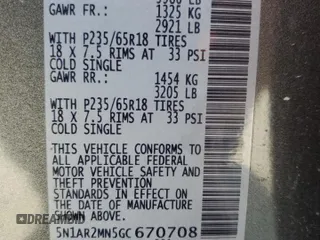 GAWR FR.: 1325 KG
2921 LB
WITH P235/65R18 TIRES
18 X 7.5 RIMS AT 33 PSI
COLD SINGLE
GAWR RR.: 1454 KG
3205 LB
WITH P235/65R18 TIRES
18 X 7.5 RIMS AT 33 PSI
COLD SINGLE
THIS VEHICLE CONFORMS TO
ALL APPLICABLE FEDERAL
MOTOR VEHICLE SAFETY AND
THEFT PREVENTION
STANDARDS IN EFFECT ON
THE DATE OF MANUFACTURE
SHOWN ABOVE.
5N1AR2MN5GC670708
DREAMBID